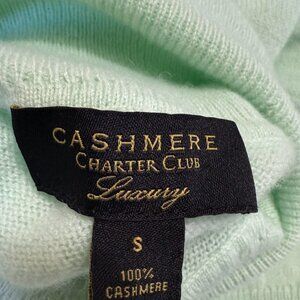 CASHMERE
CHARTER CLUB
Luxury
S
100%
CASHMERE